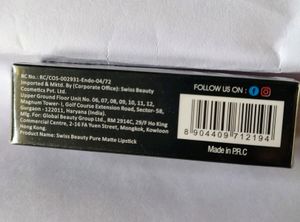 RC No.: RC/COS-002931-Endo-04/72
Imported & Mktd. By (Corporate Office): Swiss Beauty
Cosmetics Pvt Ltd.
Upper Ground Floor Unit No. 06, 07, 08, 09, 10, 11, 12,
Magnum Tower- I, Golf Course Extension Road, Sector- 58,
Gurgaon - 122011, Haryana (India).
Mfg. For: Global Beauty Group Ltd., RM 2914C, 29/F Ho King
Commercial Centre, 2-16 FA Yuen Street, Mongkok, Kowloon
Hong Kong.
Product Name: Swiss Beauty Pure Matte Lipstick
FOLLOW US ON :
8 904409 712194
Made in P.R.C